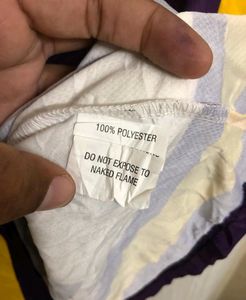 100% POLYESTER
DO NOT EXPOSE TO
NAKED FLAME